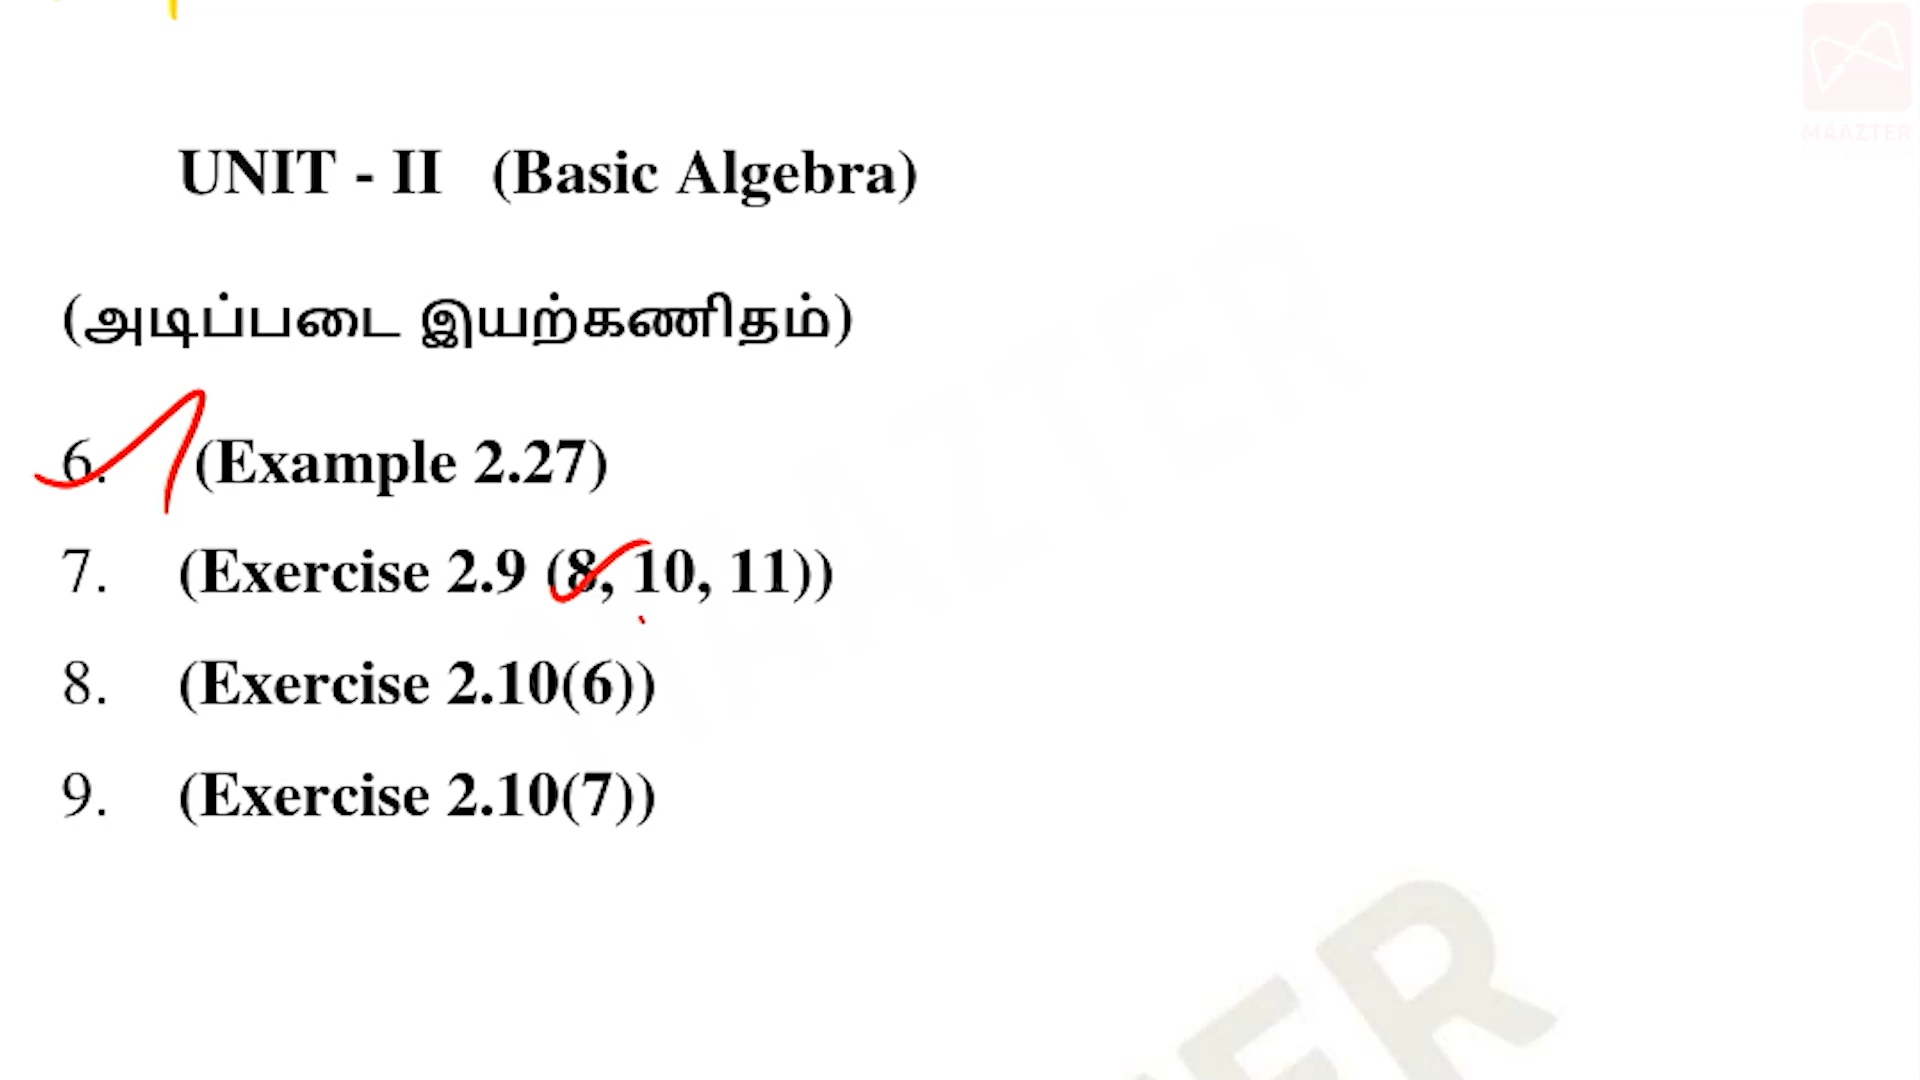 MAAZTER
UNIT - II (Basic Algebra)
(அடிப்படை இயற்கணிதம்)
6. (Example 2.27)
7. (Exercise 2.9 (8, 10, 11))
8. (Exercise 2.10(6))
9. (Exercise 2.10(7))